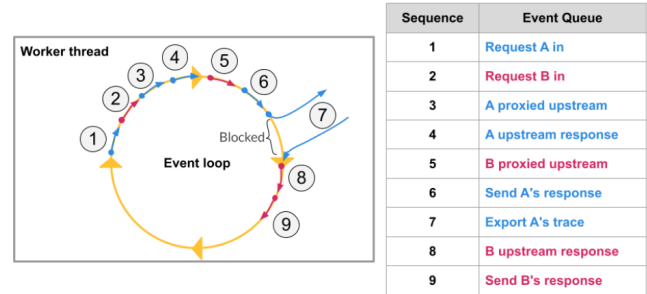 Worker thread
1
2
3
4
5
6
7
Blocked
Event loop
8
9
Sequence Event Queue
1 Request A in
2 Request B in
3 A proxied upstream
4 A upstream response
5 B proxied upstream
6 Send A's response
7 Export A's trace
8 B upstream response
9 Send B's response